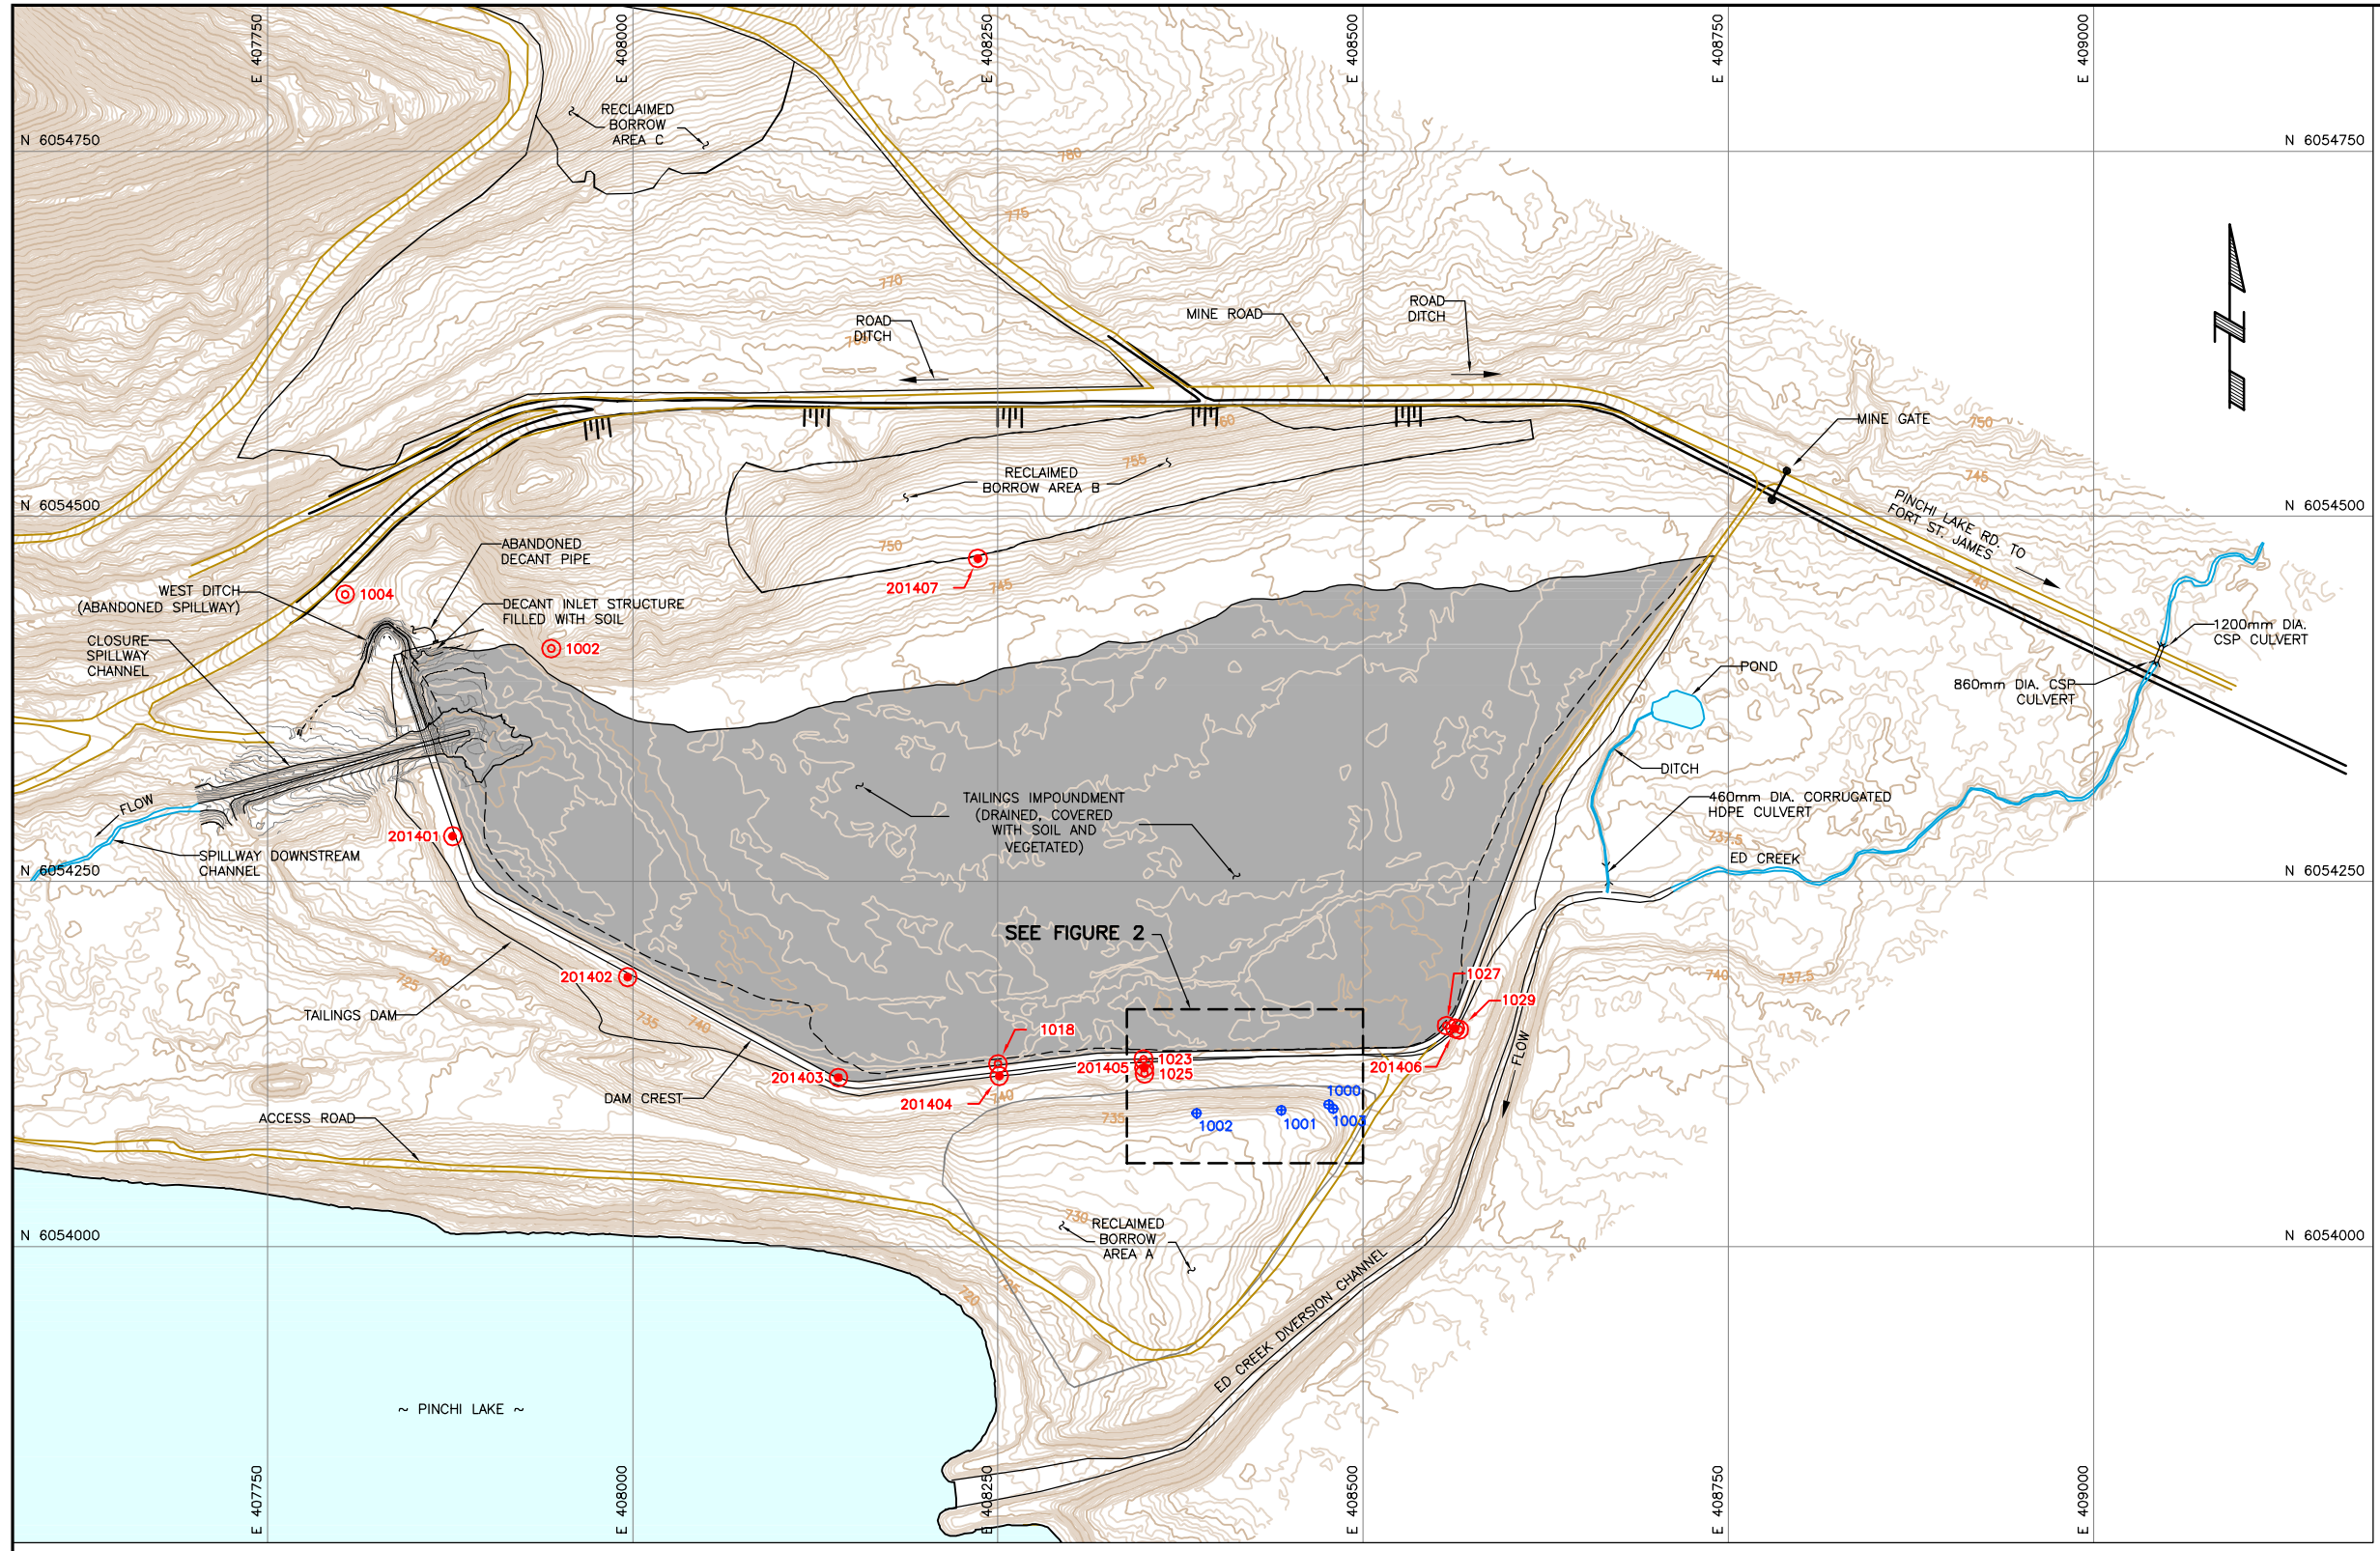 E 407750
E 408000
E 408250
E 408500
E 408750
E 409000
N 6054750
N 6054750
RECLAIMED
BORROW
AREA C
780
775
770
ROAD
DITCH
MINE ROAD
ROAD
DITCH
MINE GATE
750
745
760
755
RECLAIMED
BORROW AREA B
PINCHI LAKE RD. TO
FORT ST. JAMES
N 6054500
N 6054500
ABANDONED
DECANT PIPE
750
745
740
201407
WEST DITCH
(ABANDONED SPILLWAY)
1004
DECANT INLET STRUCTURE
FILLED WITH SOIL
1002
CLOSURE
SPILLWAY
CHANNEL
1200mm DIA.
CSP CULVERT
POND
860mm DIA. CSP
CULVERT
DITCH
460mm DIA. CORRUGATED
HDPE CULVERT
TAILINGS IMPOUNDMENT
(DRAINED, COVERED
WITH SOIL AND
VEGETATED)
FLOW
201401
SPILLWAY DOWNSTREAM
CHANNEL
737.5
ED CREEK
N 6054250
N 6054250
SEE FIGURE 2
730
725
201402
1027
740
737.5
1029
TAILINGS DAM
735
740
1018
FLOW
1023
201405
1025
201406
201403
DAM CREST
201404
740
1000
735
1002
1001
1003
ACCESS ROAD
730
RECLAIMED
BORROW
AREA A
N 6054000
N 6054000
725
720
ED CREEK DIVERSION CHANNEL
~ PINCHI LAKE ~
E 407750
E 408000
E 408250
E 408500
E 408750
E 409000